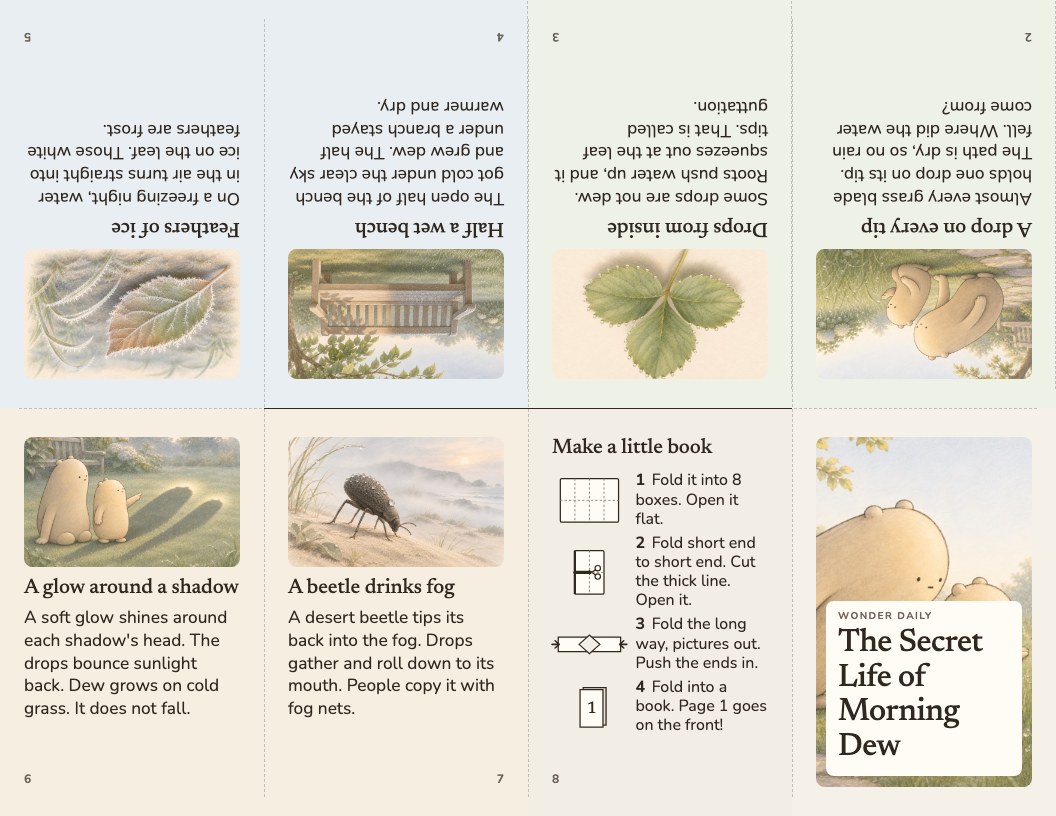 WONDER DAILY
The Secret
Life of
Morning
Dew
2
A drop on every tip
Almost every grass blade
holds one drop on its tip.
The path is dry, so no rain
fell. Where did the water
come from?
3
Drops from inside
Some drops are not dew.
Roots push water up, and it
squeezes out at the leaf
tips. That is called
guttation.
4
Half a wet bench
The open half of the bench
got cold under the clear sky
and grew dew. The half
under a branch stayed
warmer and dry.
5
Feathers of ice
On a freezing night, water
in the air turns straight into
ice on the leaf. Those white
feathers are frost.
A glow around a shadow
A soft glow shines around
each shadow's head. The
drops bounce sunlight
back. Dew grows on cold
grass. It does not fall.
6
A beetle drinks fog
A desert beetle tips its
back into the fog. Drops
gather and roll down to its
mouth. People copy it with
fog nets.
7
Make a little book
1 Fold it into 8
boxes. Open it
flat.
2 Fold short end
to short end. Cut
the thick line.
Open it.
3 Fold the long
way, pictures out.
Push the ends in.
1
4 Fold into a
book. Page 1 goes
on the front!
8